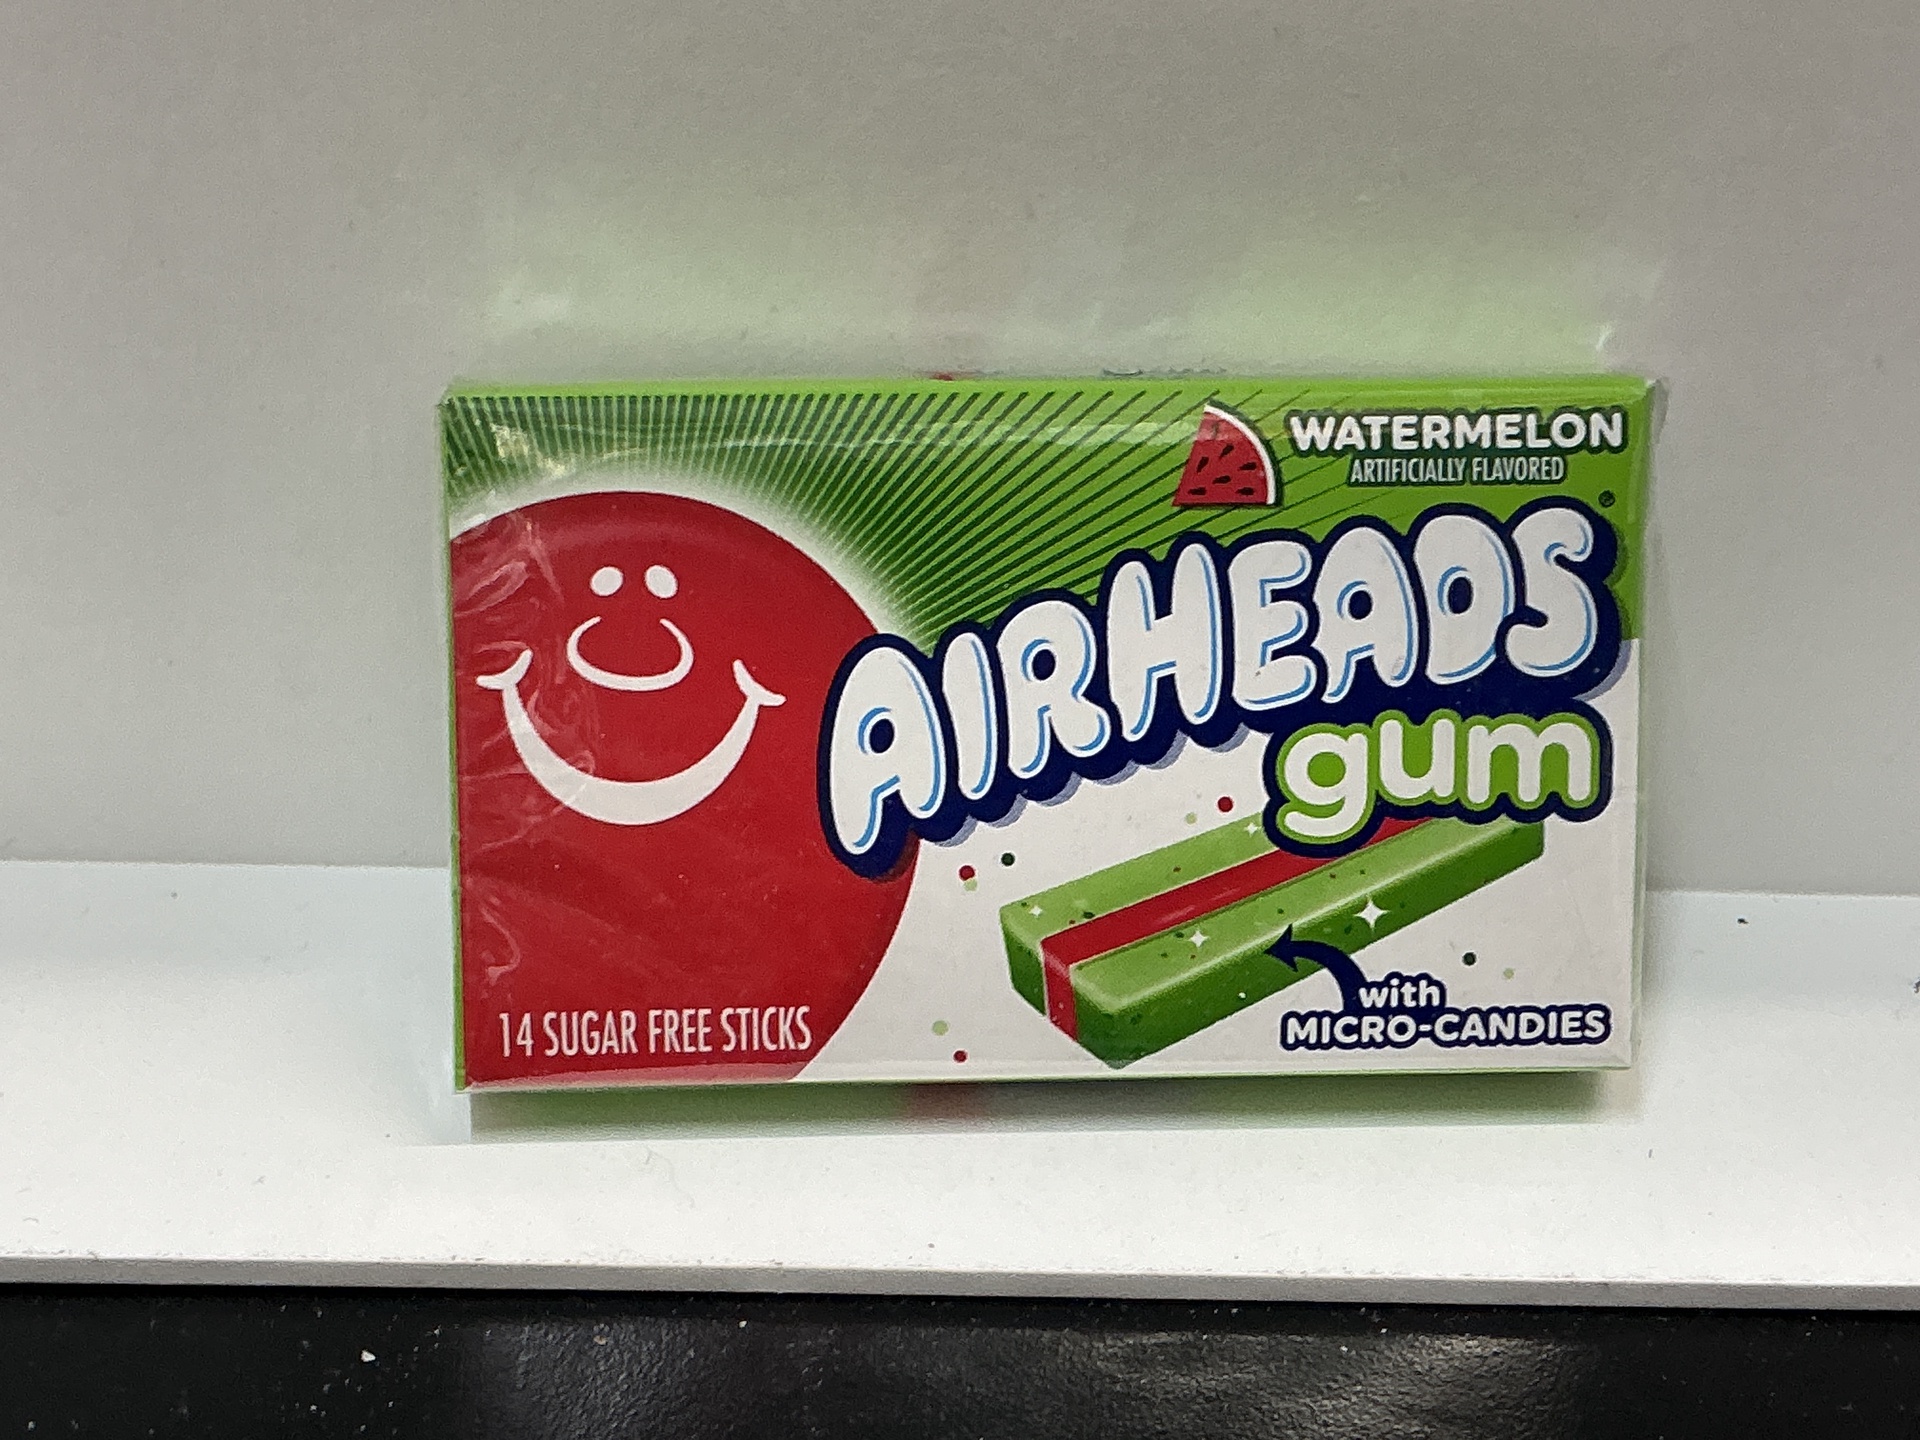 WATERMELON
ARTIFICIALLY FLAVORED
AIRHEADS®
gum
with
MICRO-CANDIES
14 SUGAR FREE STICKS